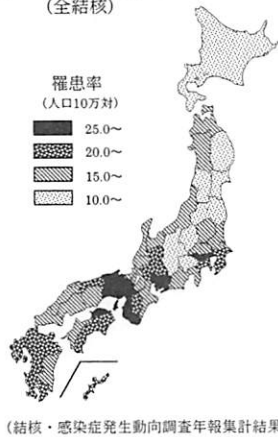 (全結核)
罹患率
(人口10万対)
25.0~
20.0~
15.0~
10.0~
(結核・感染症発生動向調査年報集計結果